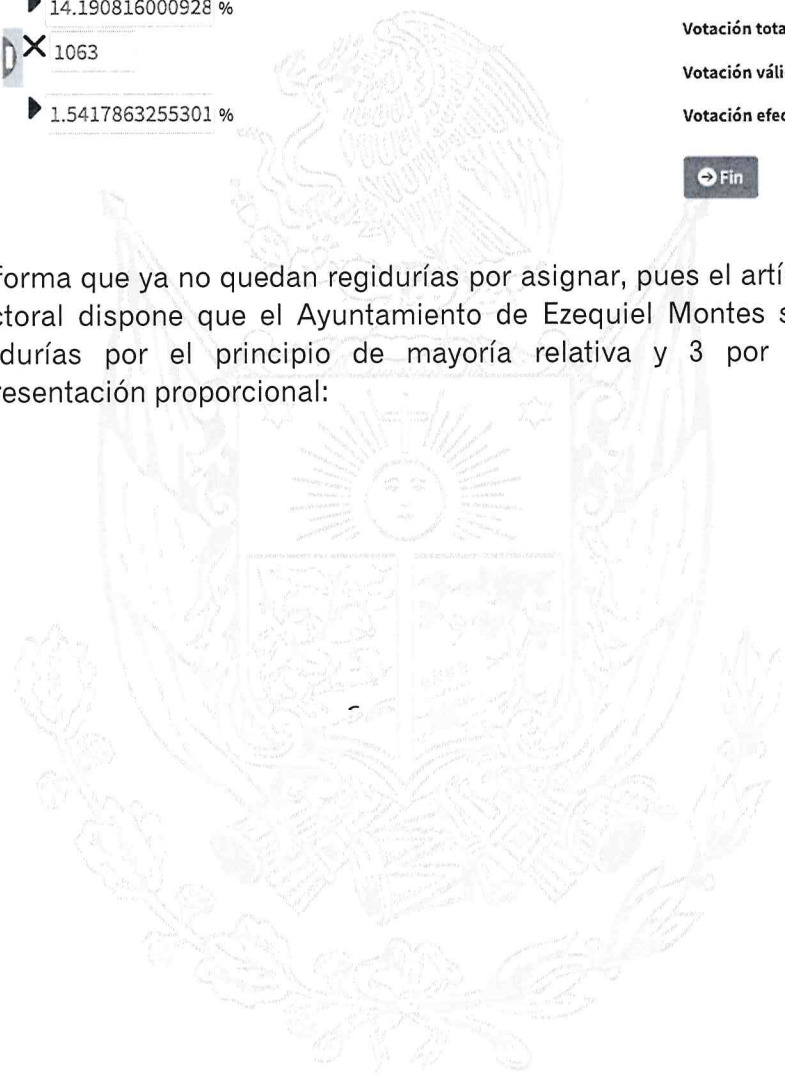 14.190816000928 %
Votación tota
1063
Votación váli
1.5417863255301 %
Votación efec
Fin
forma que ya no quedan regidurías por asignar, pues el artí
ctoral dispone que el Ayuntamiento de Ezequiel Montes s
durías por el principio de mayoría relativa y 3 por
resentación proporcional: